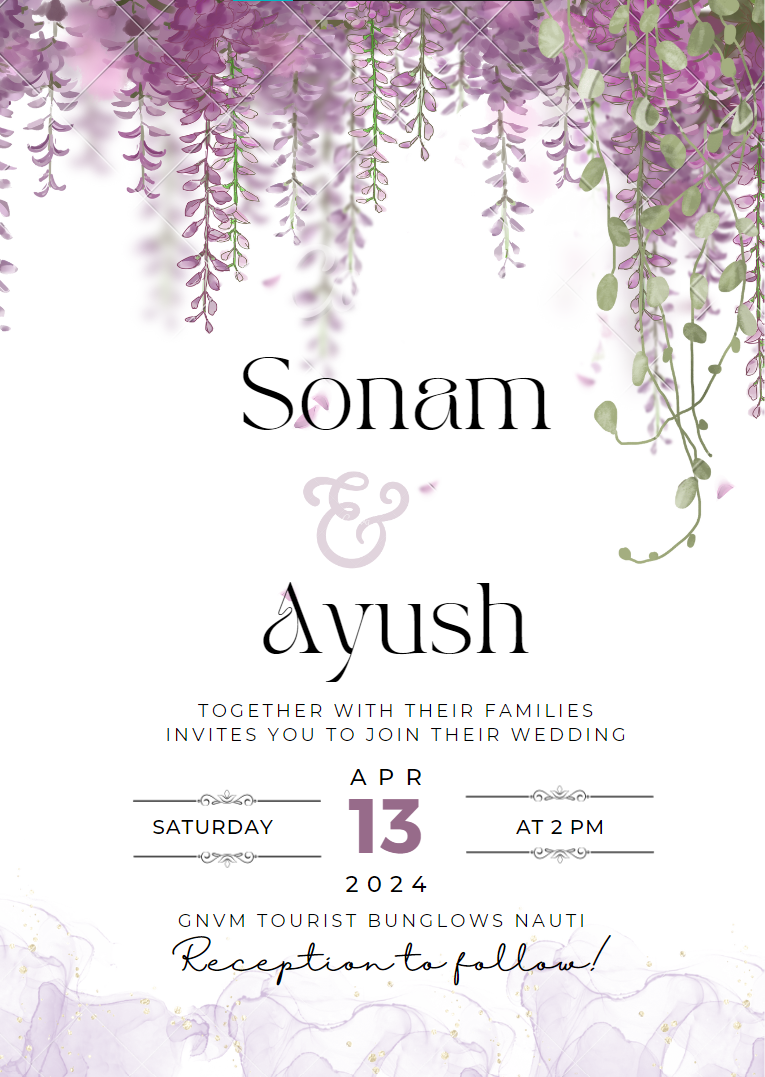 Sonam
&
Ayush
TOGETHER WITH THEIR FAMILIES
INVITES YOU TO JOIN THEIR WEDDING
APR
SATURDAY 13 AT 2 PM
2024
GNVM TOURIST BUNGLOWS NAUTI
Reception to follow!